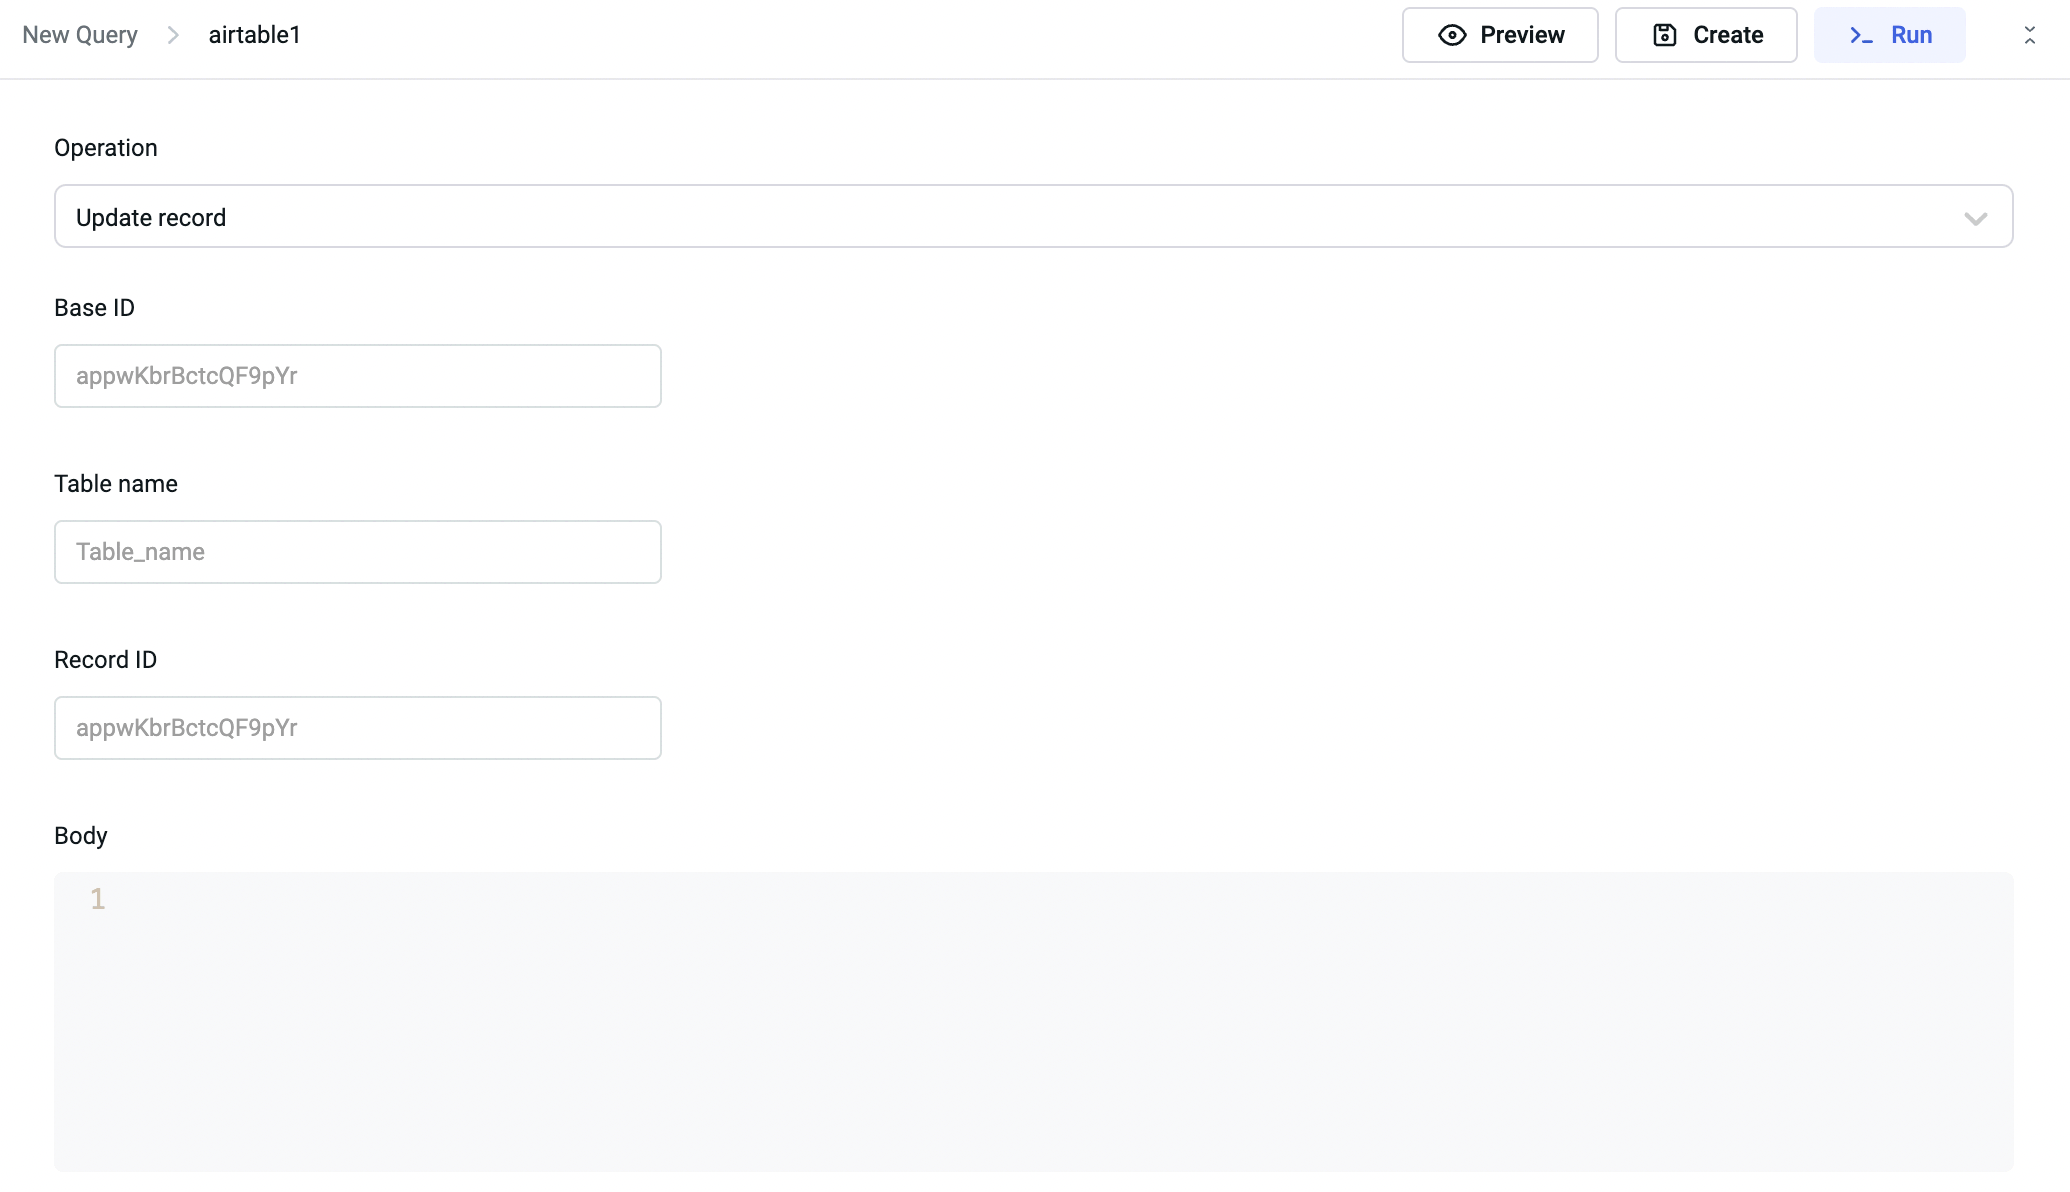 New Query > airtable1 Preview Create >_ Run
Operation
Update record
Base ID
appwKbrBctcQF9pYr
Table name
Table_name
Record ID
appwKbrBctcQF9pYr
Body
1